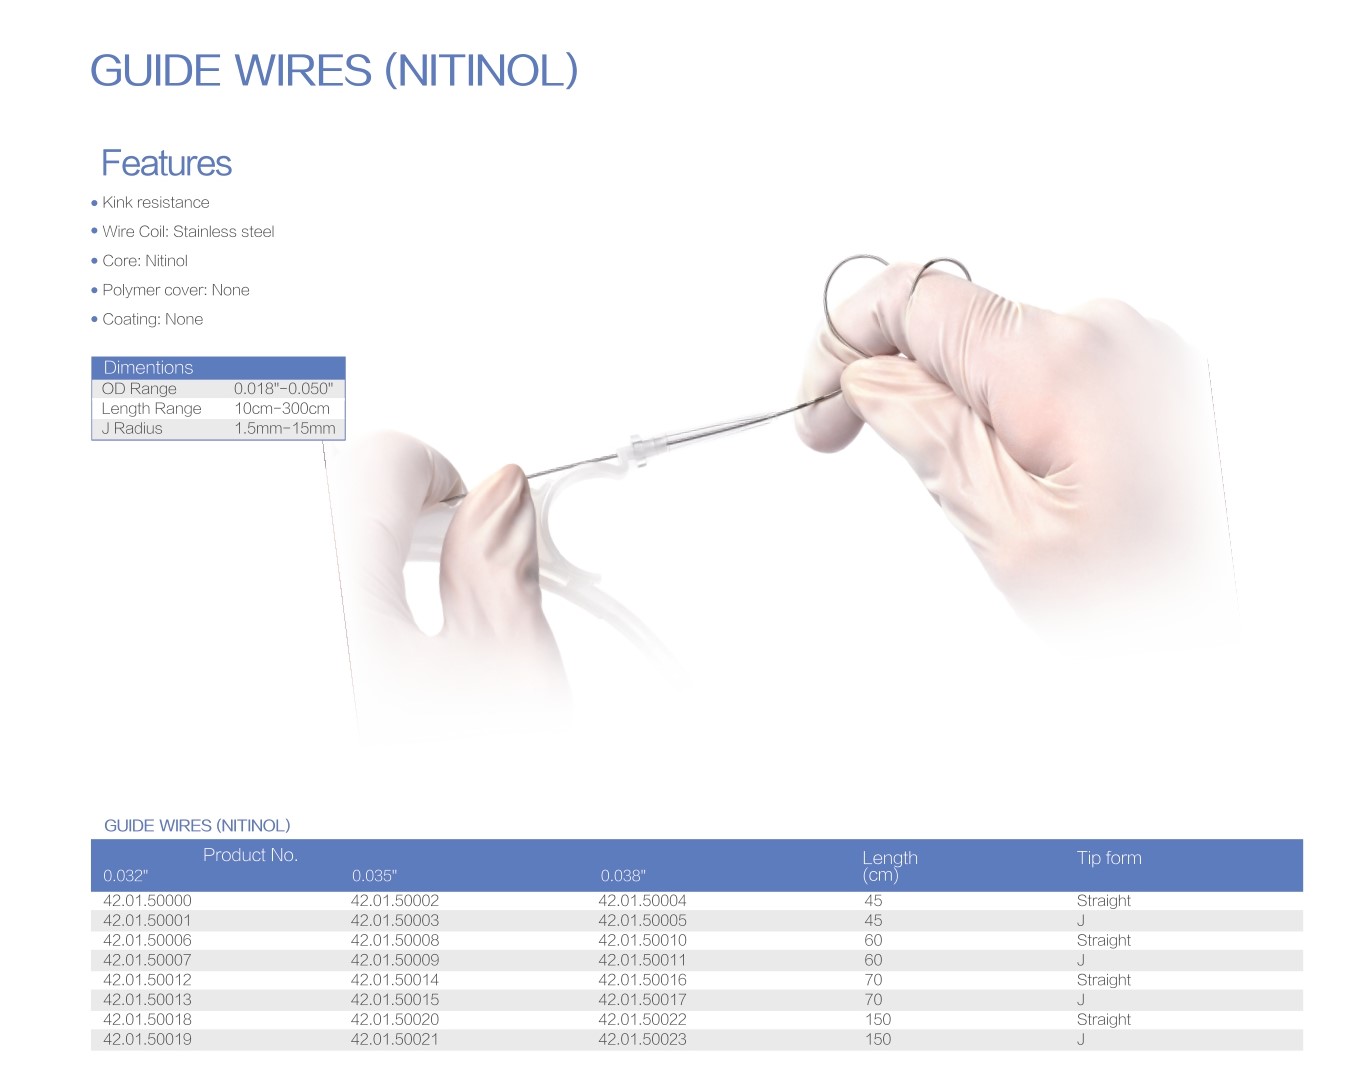 GUIDE WIRES (NITINOL)
Features
• Kink resistance
• Wire Coil: Stainless steel
• Core: Nitinol
• Polymer cover: None
• Coating: None
Dimentions
OD Range 0.018"-0.050"
Length Range 10cm-300cm
J Radius 1.5mm-15mm
GUIDE WIRES (NITINOL)
Product No. Length (cm) Tip form
0.032" 0.035" 0.038"
42.01.50000 42.01.50002 42.01.50004 45 Straight
42.01.50001 42.01.50003 42.01.50005 45 J
42.01.50006 42.01.50008 42.01.50010 60 Straight
42.01.50007 42.01.50009 42.01.50011 60 J
42.01.50012 42.01.50014 42.01.50016 70 Straight
42.01.50013 42.01.50015 42.01.50017 70 J
42.01.50018 42.01.50020 42.01.50022 150 Straight
42.01.50019 42.01.50021 42.01.50023 150 J